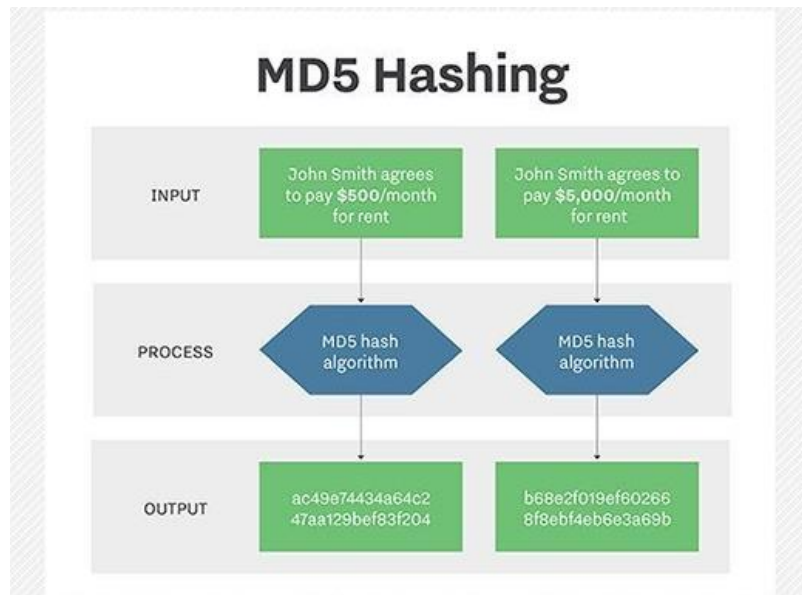 MD5 Hashing
INPUT
John Smith agrees
to pay $500/month
for rent
John Smith agrees to
pay $5,000/month
for rent
PROCESS
MD5 hash
algorithm
MD5 hash
algorithm
OUTPUT
ac49e74434a64c2
47aa129bef83f204
b68e2f019ef60266
8f8ebf4eb6e3a69b